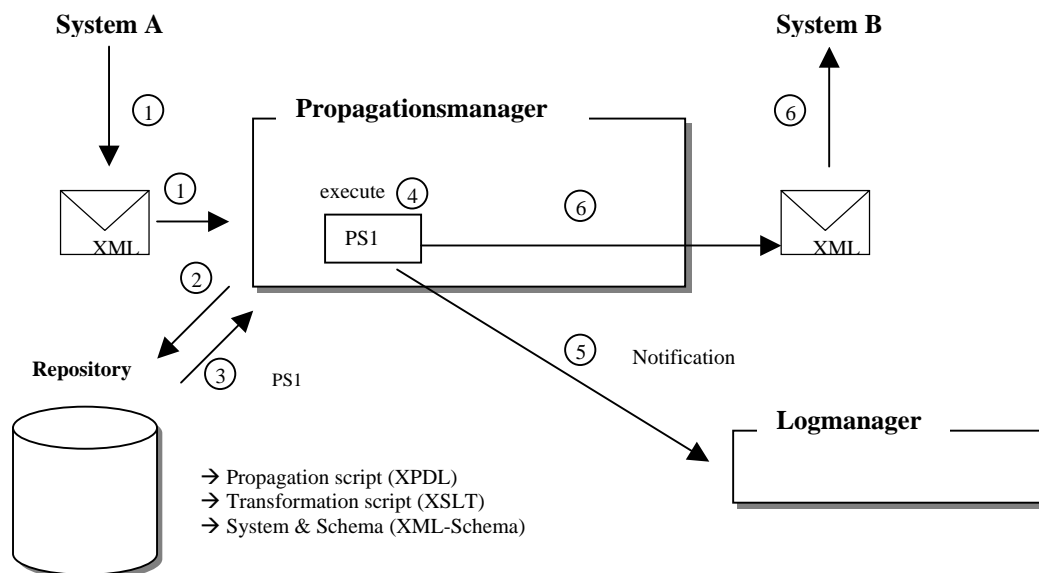 System A
System B
1
6
Propagationsmanager
1
execute
4
6
XML
PS1
XML
2
5
Notification
Repository
3
PS1
Logmanager
→ Propagation script (XPDL)
→ Transformation script (XSLT)
→ System & Schema (XML-Schema)